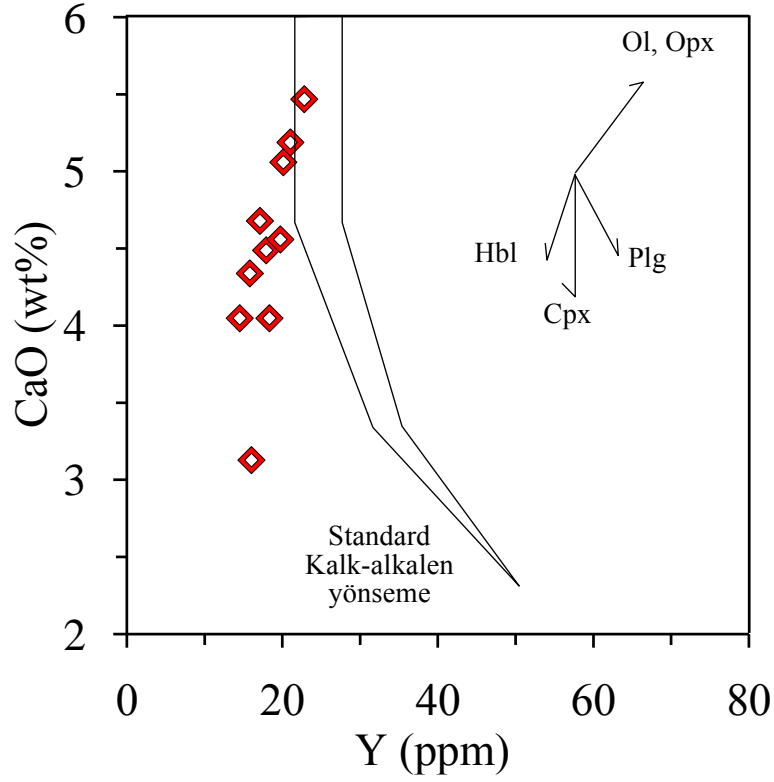 6
5
4
3
2
CaO (wt%)
Ol, Opx
Hbl
Plg
Cpx
Standard
Kalk-alkalen
yönseme
0
20
40
60
80
Y (ppm)